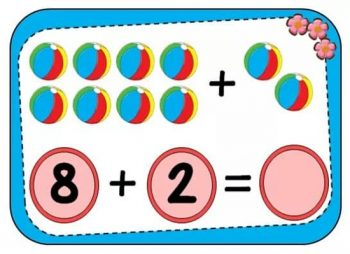 +
8 + 2 =